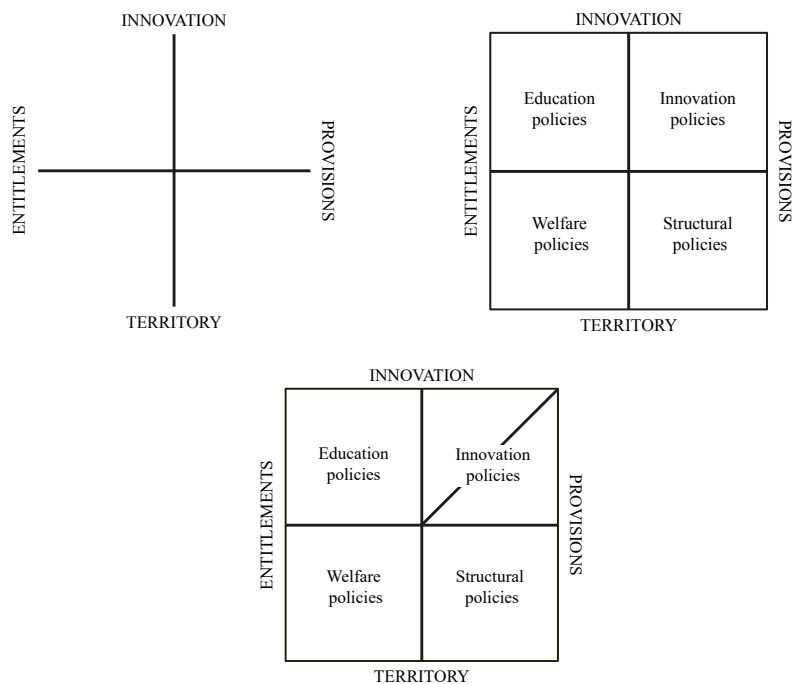 INNOVATION
ENTITLEMENTS
PROVISIONS
TERRITORY
INNOVATION
ENTITLEMENTS
Education
policies
Innovation
policies
Welfare
policies
Structural
policies
PROVISIONS
TERRITORY
INNOVATION
ENTITLEMENTS
Education
policies
Innovation
policies
Welfare
policies
Structural
policies
PROVISIONS
TERRITORY